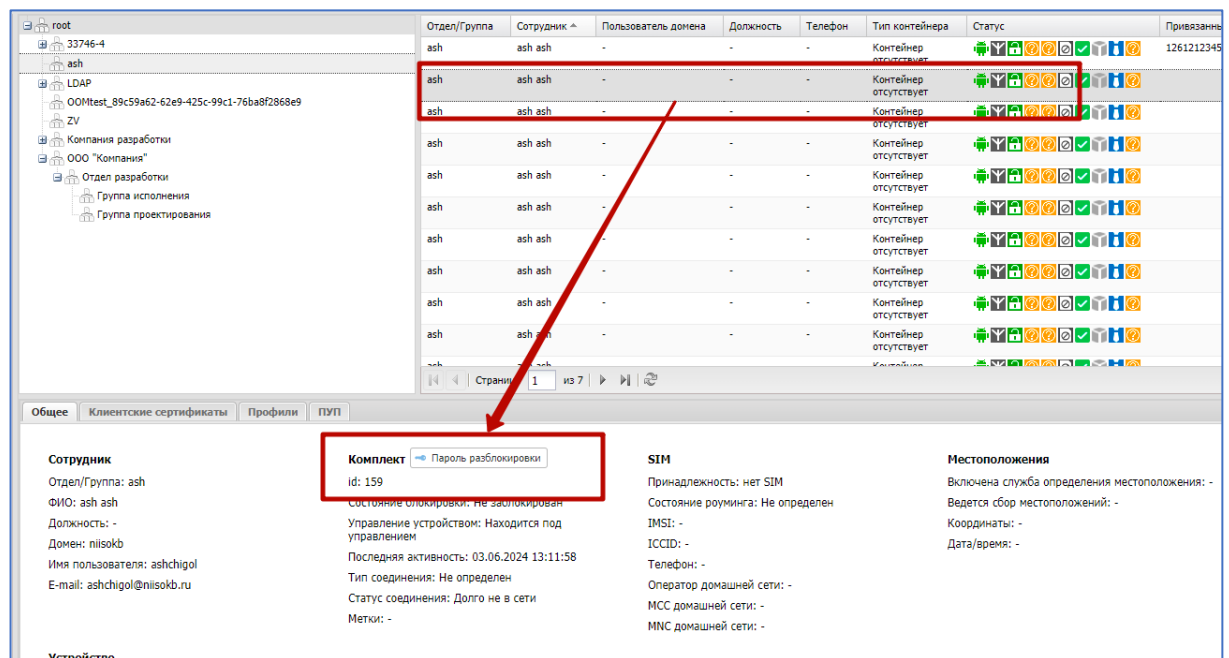 root
33746-4
ash
LDAP
OOMtest_89c59a62-62e9-425c-99c1-76ba8f2868e9
ZV
Компания разработки
ООО "Компания"
Отдел разработки
Группа исполнения
Группа проектирования
Отдел/Группа Сотрудник Пользователь домена Должность Телефон Тип контейнера Статус
ash ash ash - - - Контейнер отсутствует 1261212345
ash ash ash - - - Контейнер отсутствует
ash ash ash - - - Контейнер отсутствует
ash ash ash - - - Контейнер отсутствует
ash ash ash - - - Контейнер отсутствует
ash ash ash - - - Контейнер отсутствует
ash ash ash - - - Контейнер отсутствует
ash ash ash - - - Контейнер отсутствует
ash ash ash - - - Контейнер отсутствует
ash ash ash - - - Контейнер отсутствует
1 из 7
Общее Клиентские сертификаты Профили ПУП
Сотрудник
Отдел/Группа: ash
ФИО: ash ash
Должность: -
Домен: niisokb
Имя пользователя: ashchigol
E-mail: ashchigol@niisokb.ru
Комплект Пароль разблокировки
id: 159
Состояние блокировки: Не заблокирован
Управление устройством: Находится под
управлением
Последняя активность: 03.06.2024 13:11:58
Тип соединения: Не определен
Статус соединения: Долго не в сети
Метки: -
SIM
Принадлежность: нет SIM
Состояние роуминга: Не определен
IMSI: -
ICCID: -
Телефон: -
Оператор домашней сети: -
MCC домашней сети: -
MNC домашней сети: -
Местоположения
Включена служба определения местоположения: -
Ведется сбор местоположений: -
Координаты: -
Дата/время: -
Устройство